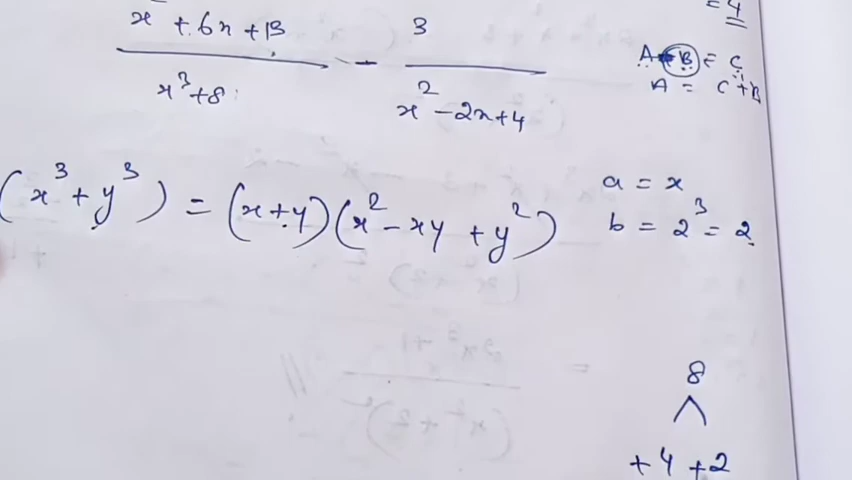 x² + 6x + 13 / x³ + 8 - 3 / x² - 2x + 4
= 4
A + B = C
A = C + B
(x³ + y³) = (x + y)(x² - xy + y²)
a = x
b = 2³ = 2
8
+4 +2